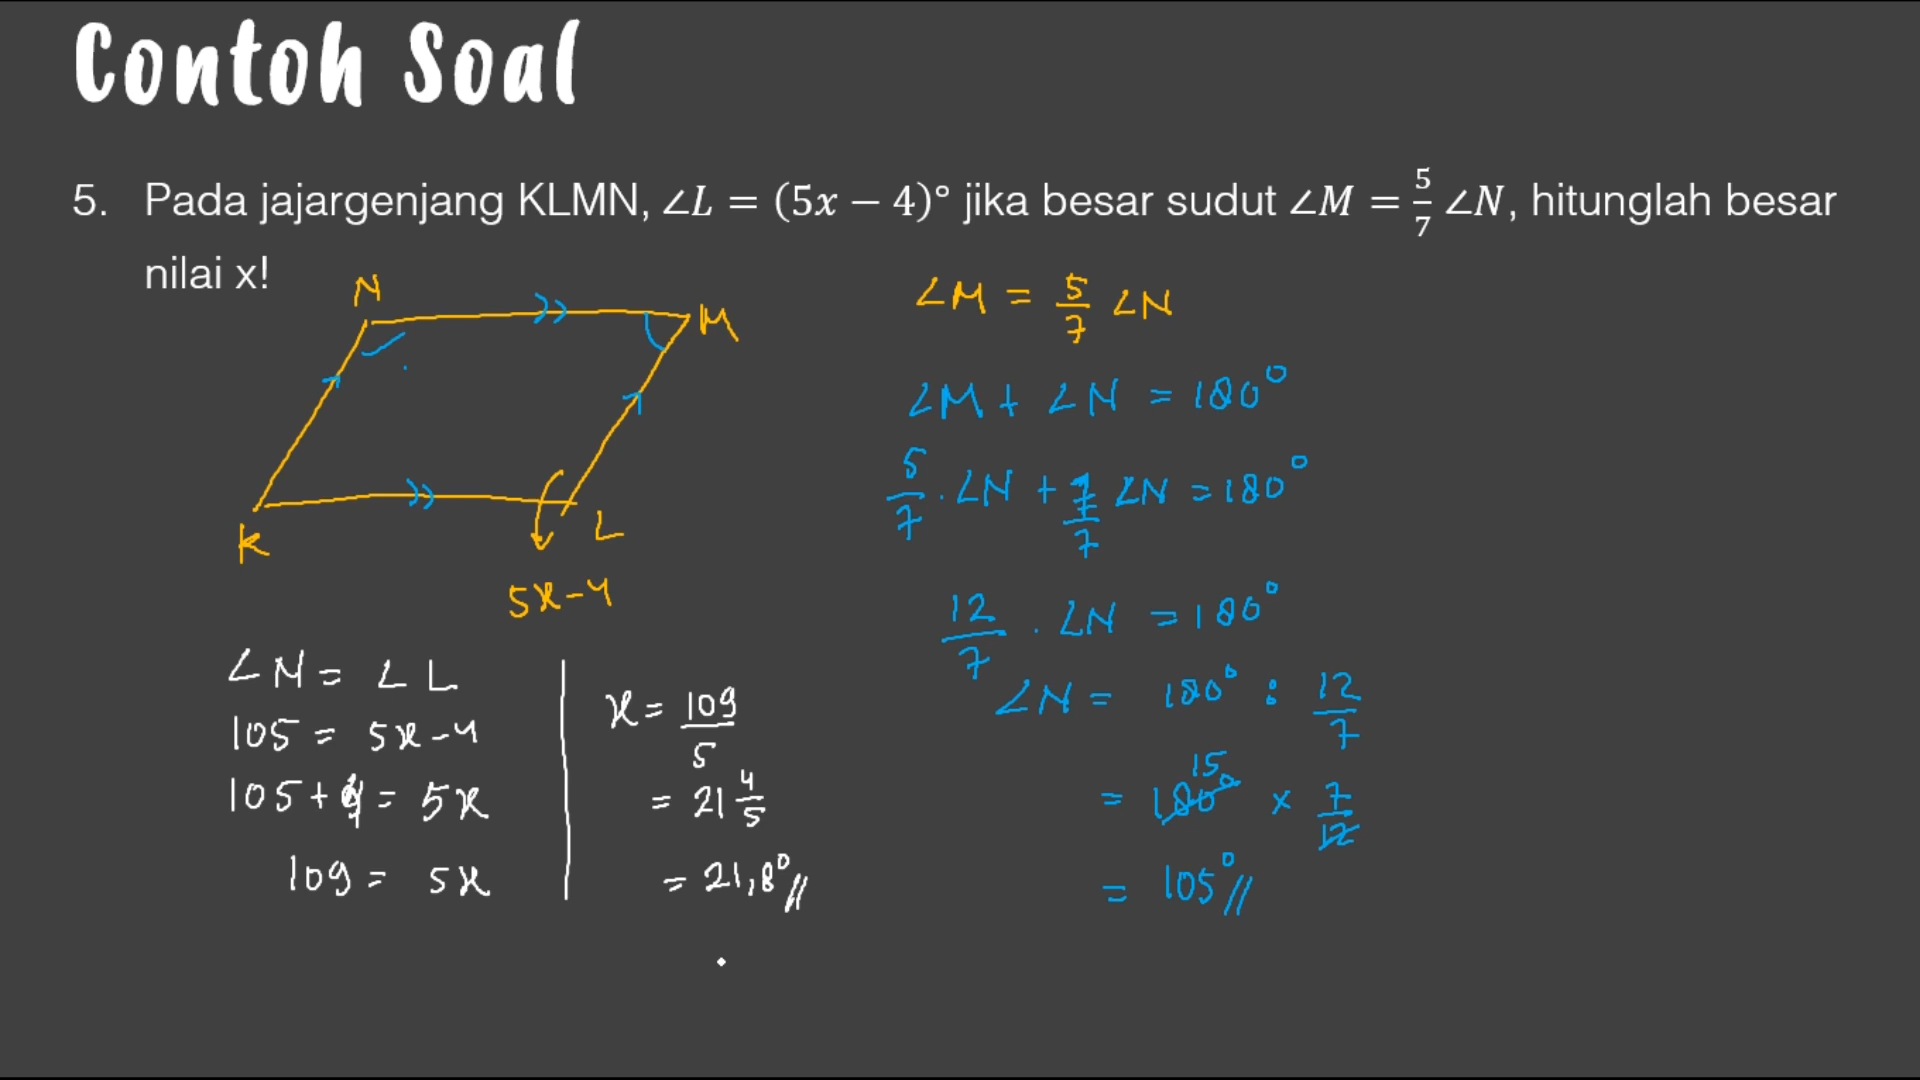 Contoh Soal
5. Pada jajargenjang KLMN, ∠L = (5x − 4)° jika besar sudut ∠M = 5/7 ∠N, hitunglah besar
nilai x!
N
M
K
L
5x-4
∠M = 5/7 ∠N
∠M + ∠N = 180°
5/7 . ∠N + 7/7 ∠N = 180°
12/7 . ∠N = 180°
∠N = 180° : 12/7
15
= 180° x 7/12
= 105° //
∠N = ∠L
105 = 5x-4
105+4 = 5x
109 = 5x
x = 109/5
= 21 4/5
= 21,8° //